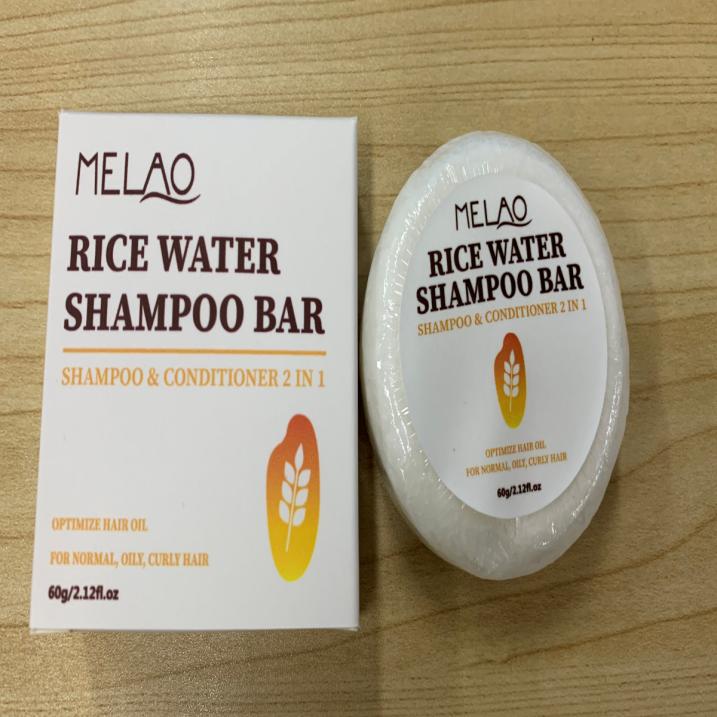 MELAO
RICE WATER
SHAMPOO BAR
SHAMPOO & CONDITIONER 2 IN 1
OPTIMIZE HAIR OIL
FOR NORMAL, OILY, CURLY HAIR
60g/2.12fl.oz
MELAO
RICE WATER
SHAMPOO BAR
SHAMPOO & CONDITIONER 2 IN 1
OPTIMIZE HAIR OIL
FOR NORMAL, OILY, CURLY HAIR
60g/2.12fl.oz